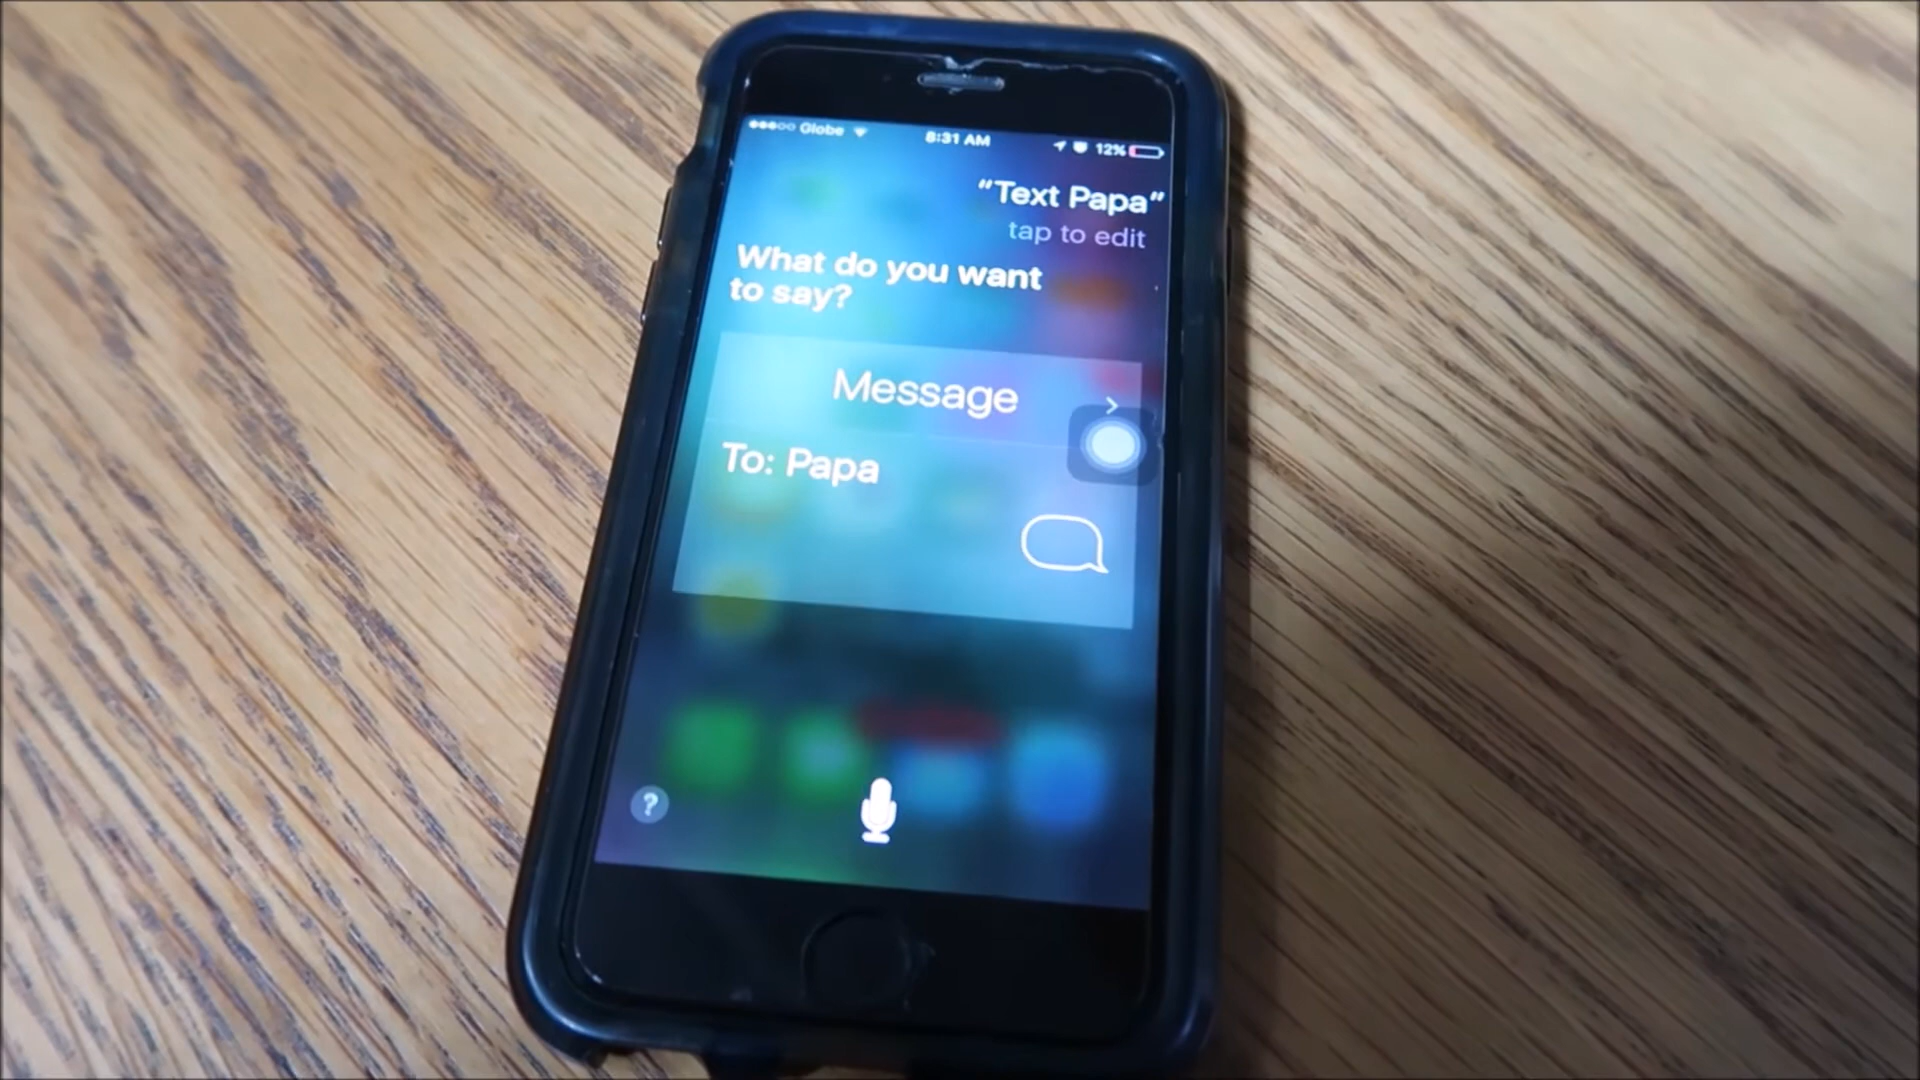 Globe 8:31 AM 12%
“Text Papa”
tap to edit
What do you want
to say?
Message
To: Papa
?